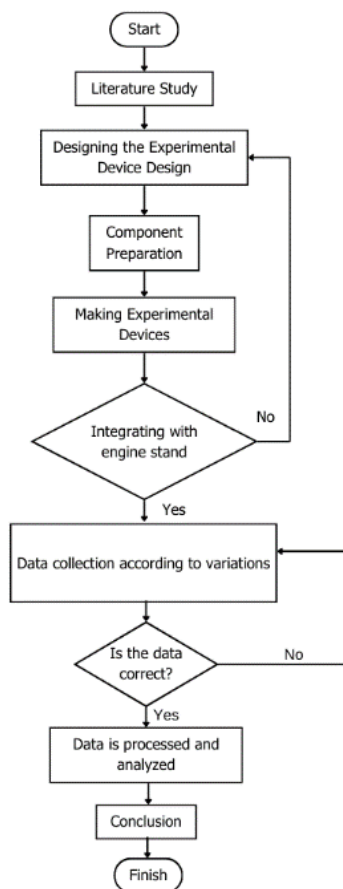 Start
Literature Study
Designing the Experimental
Device Design
Component
Preparation
Making Experimental
Devices
Integrating with
engine stand
No
Yes
Data collection according to variations
Is the data
correct?
No
Yes
Data is processed and
analyzed
Conclusion
Finish